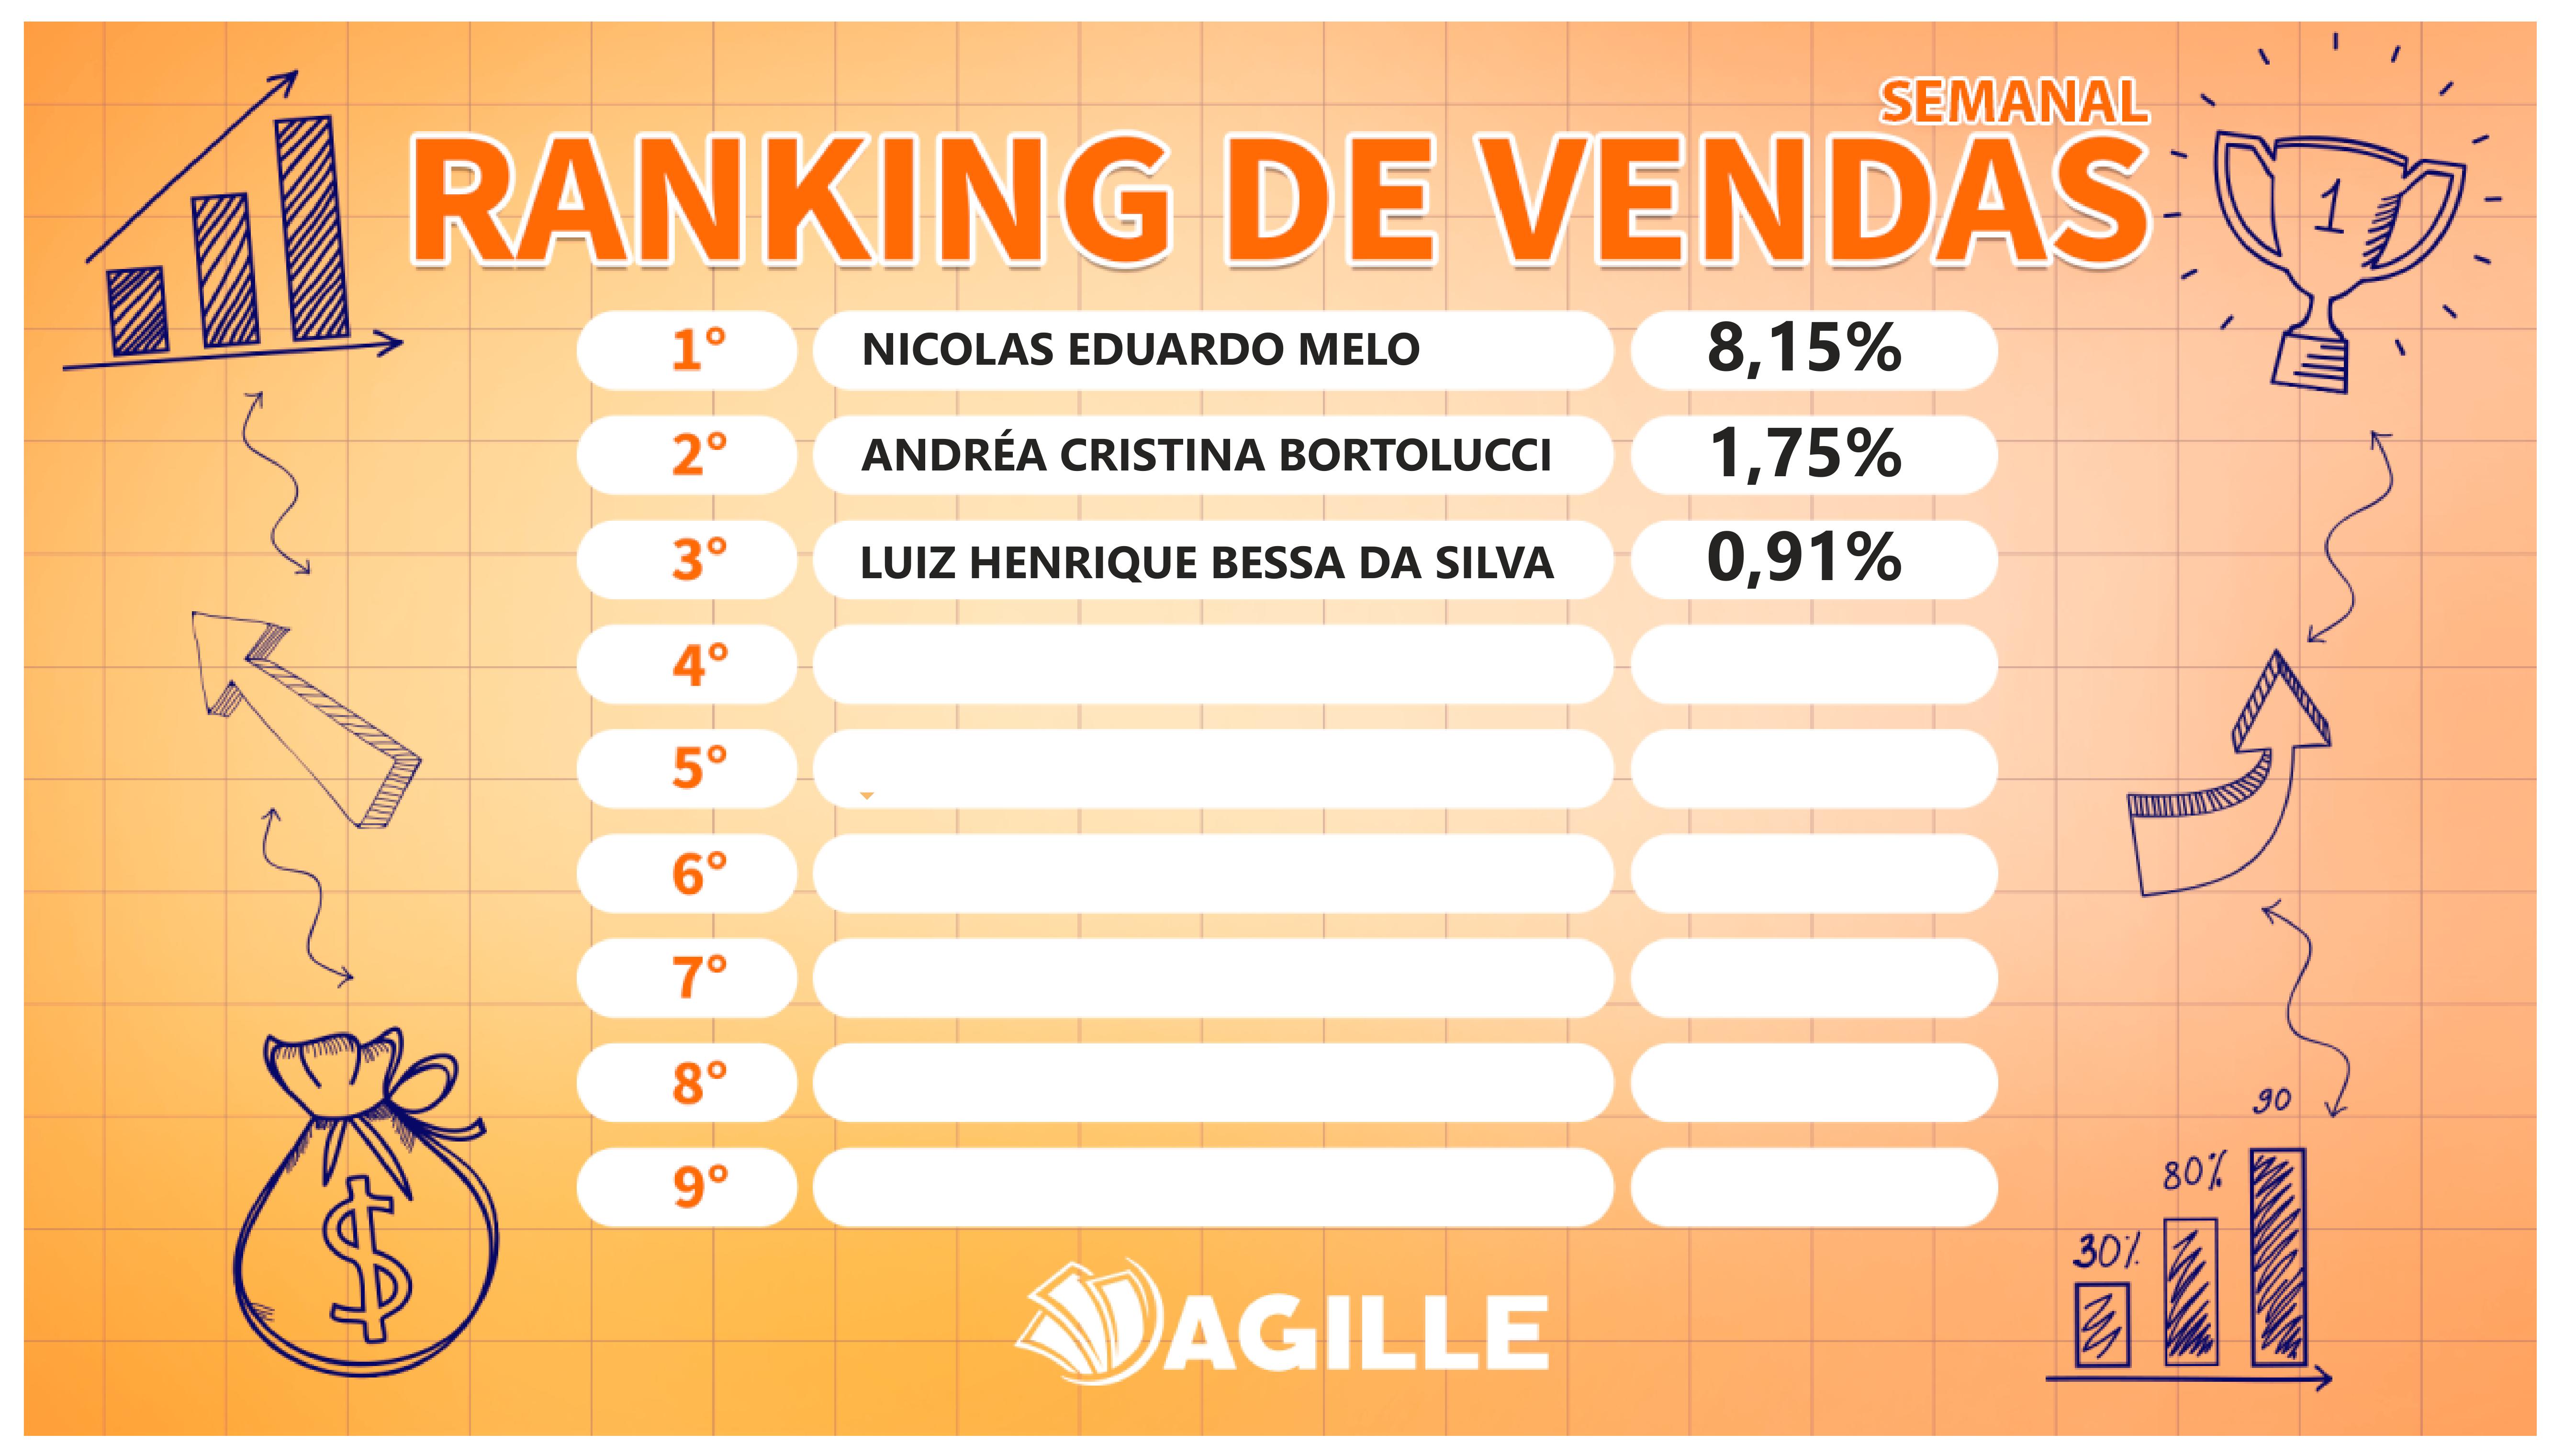 SEMANAL
RANKING DE VENDAS
1° NICOLAS EDUARDO MELO 8,15%
2° ANDRÉA CRISTINA BORTOLUCCI 1,75%
3° LUIZ HENRIQUE BESSA DA SILVA 0,91%
4°
5°
6°
7°
8°
9°
1
$
90
80%
30%
AGILLE